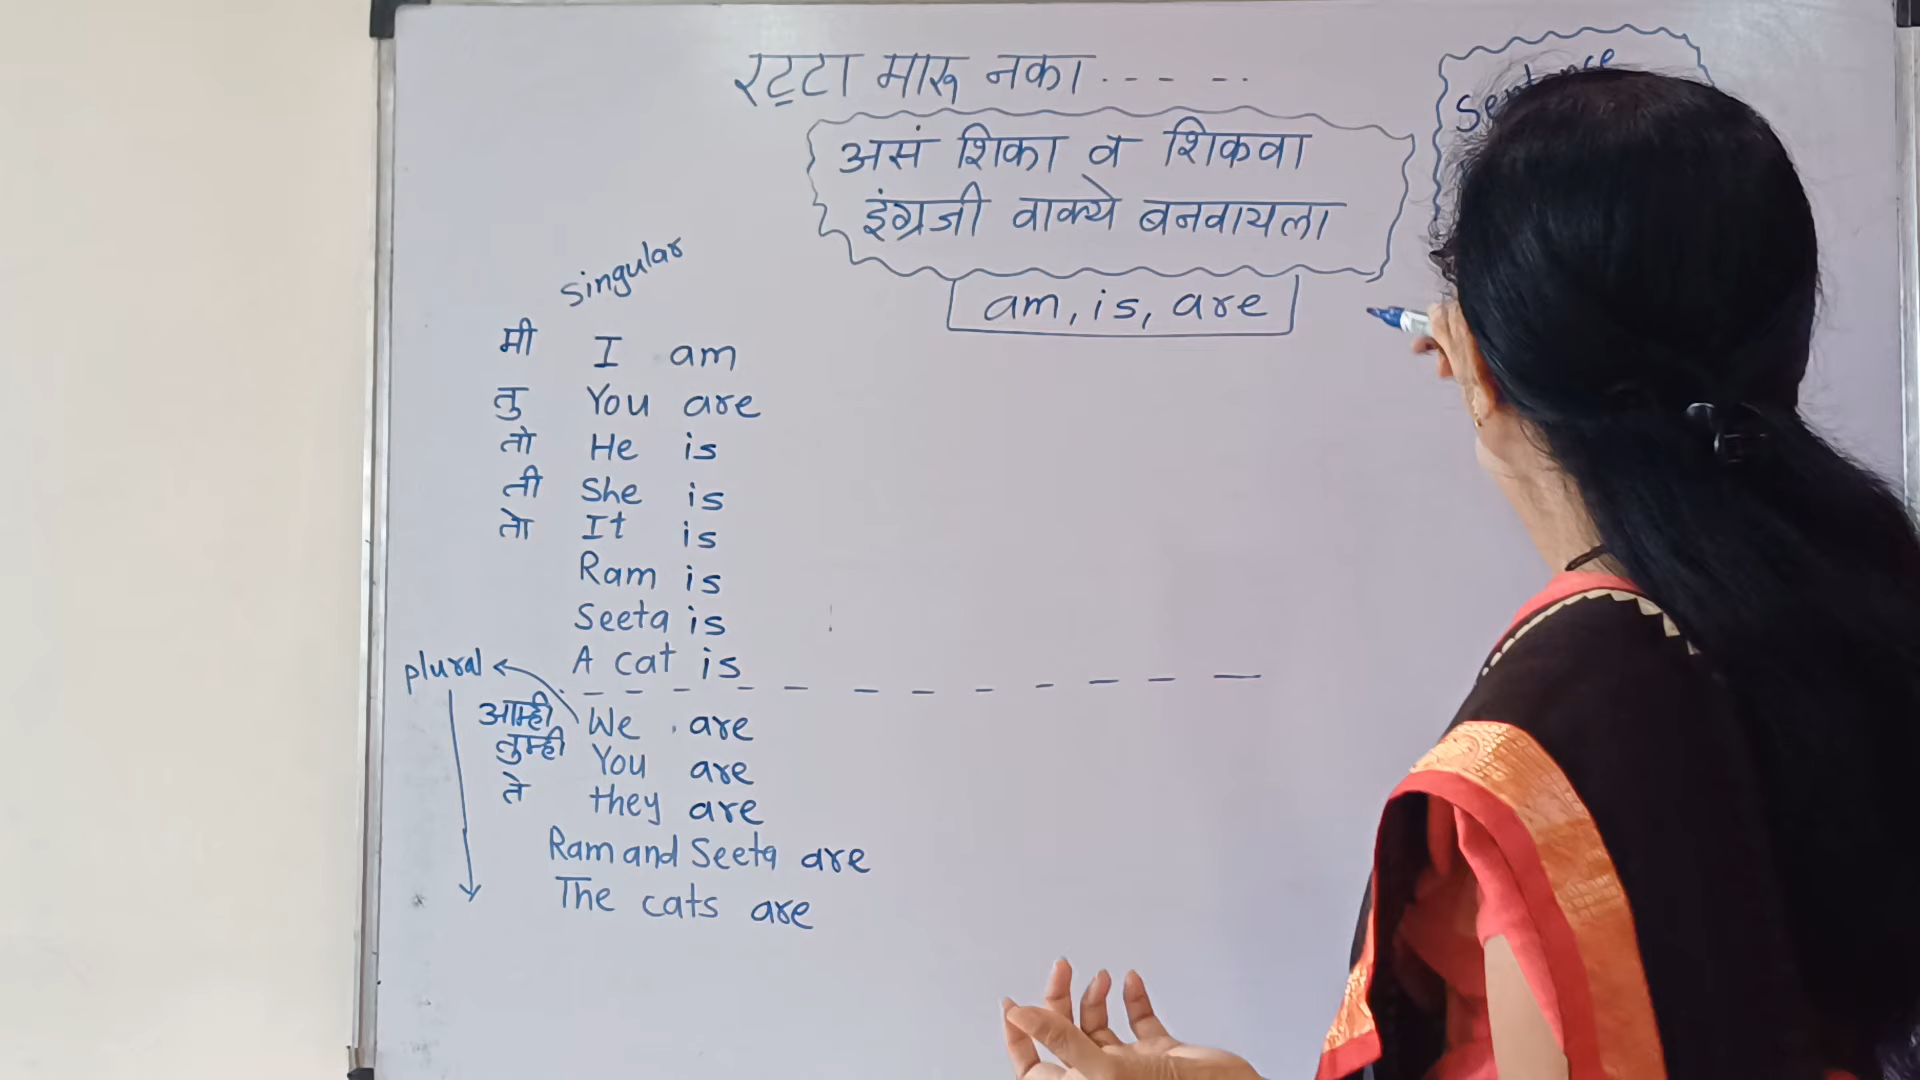 रट्टा मारू नका.... ...
असं शिका व शिकवा
इंग्रजी वाक्ये बनवायला
am, is, are
singular
मी I am
तु You are
तो He is
ती She is
तो It is
Ram is
Seeta is
A cat is
plural
आम्ही We are
तुम्ही You are
ते they are
Ram and Seeta are
The cats are